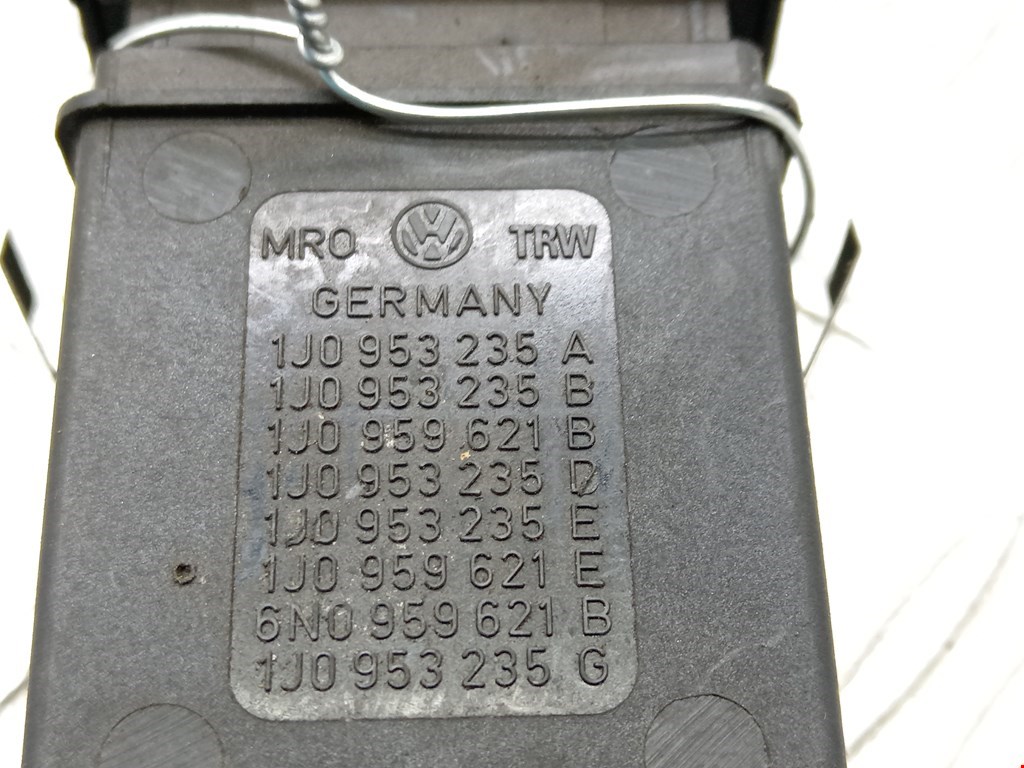 MRO VW TRW
GERMANY
1J0 953 235 A
1J0 953 235 B
1J0 959 621 B
1J0 953 235 D
1J0 953 235 E
1J0 959 621 E
6N0 959 621 B
1J0 953 235 G